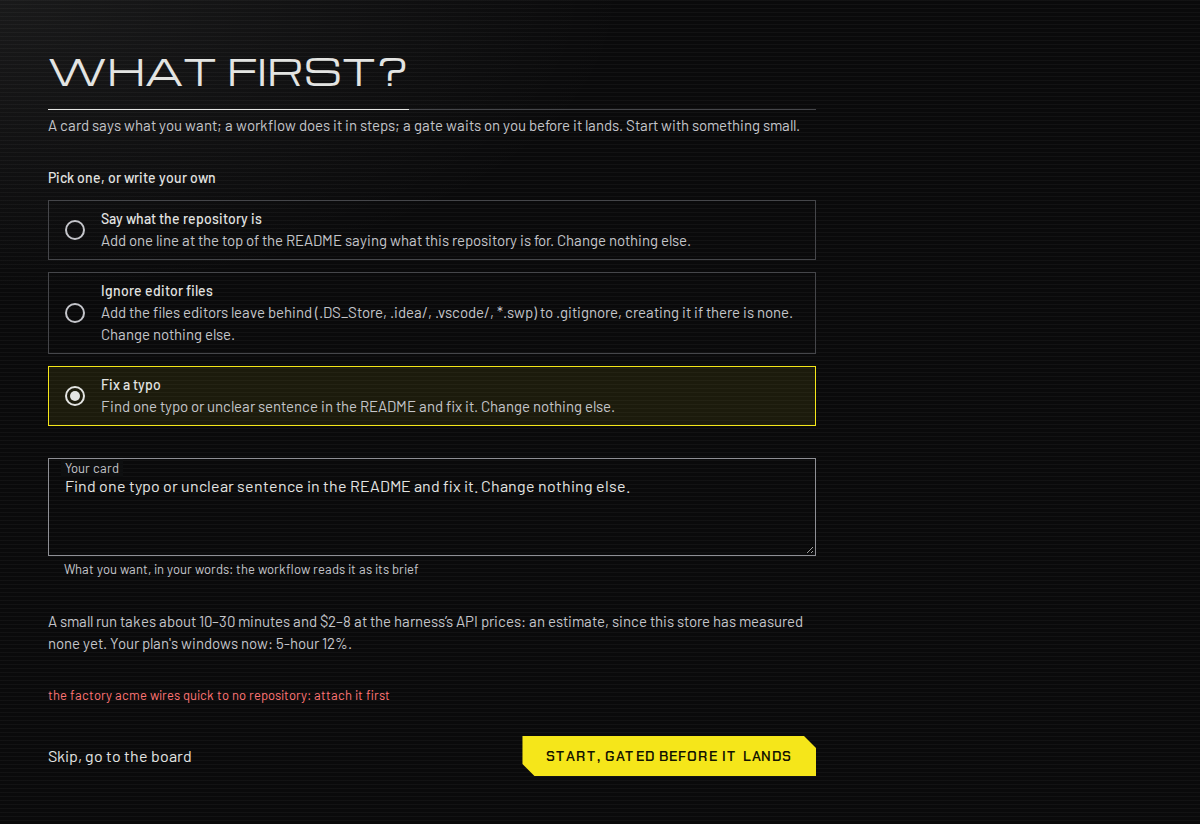 WHAT FIRST?
A card says what you want; a workflow does it in steps; a gate waits on you before it lands. Start with something small.
Pick one, or write your own
Say what the repository is
Add one line at the top of the README saying what this repository is for. Change nothing else.
Ignore editor files
Add the files editors leave behind (.DS_Store, .idea/, .vscode/, *.swp) to .gitignore, creating it if there is none.
Change nothing else.
Fix a typo
Find one typo or unclear sentence in the README and fix it. Change nothing else.
Your card
Find one typo or unclear sentence in the README and fix it. Change nothing else.
What you want, in your words: the workflow reads it as its brief
A small run takes about 10–30 minutes and $2–8 at the harness's API prices: an estimate, since this store has measured
none yet. Your plan's windows now: 5-hour 12%.
the factory acme wires quick to no repository: attach it first
Skip, go to the board
START, GATED BEFORE IT LANDS